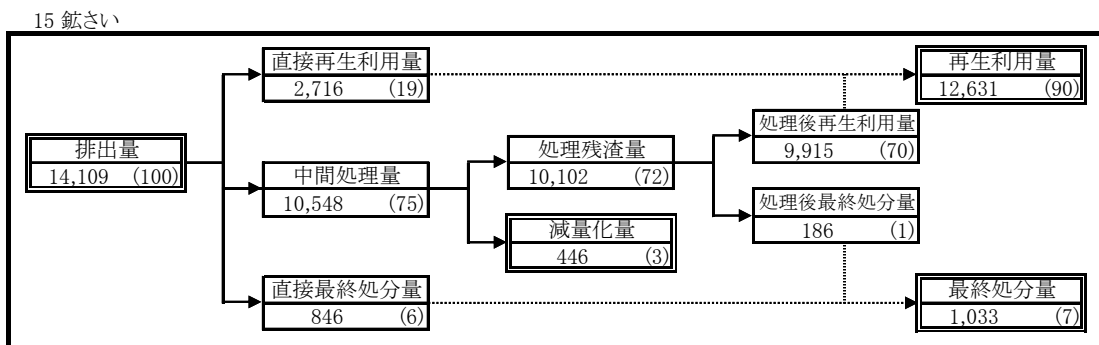 15 鉱さい
直接再生利用量
2,716 (19)
再生利用量
12,631 (90)
処理後再生利用量
9,915 (70)
排出量
14,109 (100)
処理残渣量
10,102 (72)
中間処理量
10,548 (75)
処理後最終処分量
186 (1)
減量化量
446 (3)
直接最終処分量
846 (6)
最終処分量
1,033 (7)